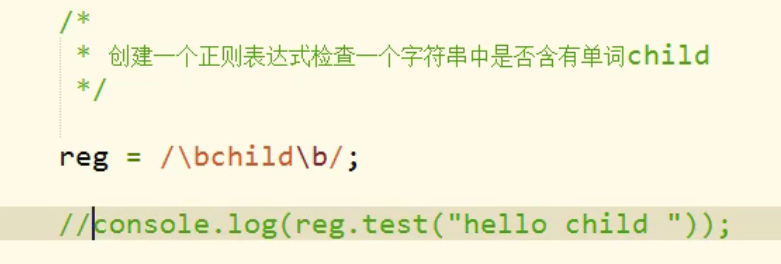 /*
 * 创建一个正则表达式检查一个字符串中是否含有单词child
 */
reg = /\bchild\b/;
//console.log(reg.test("hello child "));